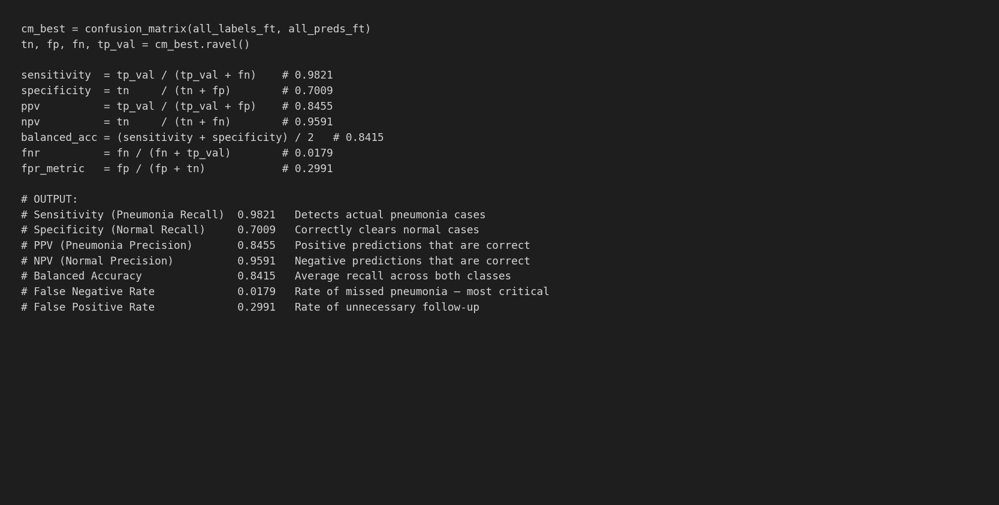 cm_best = confusion_matrix(all_labels_ft, all_preds_ft)
tn, fp, fn, tp_val = cm_best.ravel()

sensitivity  = tp_val / (tp_val + fn)    # 0.9821
specificity  = tn     / (tn + fp)        # 0.7009
ppv          = tp_val / (tp_val + fp)    # 0.8455
npv          = tn     / (tn + fn)        # 0.9591
balanced_acc = (sensitivity + specificity) / 2   # 0.8415
fnr          = fn / (fn + tp_val)        # 0.0179
fpr_metric   = fp / (fp + tn)            # 0.2991

# OUTPUT:
# Sensitivity (Pneumonia Recall)  0.9821   Detects actual pneumonia cases
# Specificity (Normal Recall)     0.7009   Correctly clears normal cases
# PPV (Pneumonia Precision)       0.8455   Positive predictions that are correct
# NPV (Normal Precision)          0.9591   Negative predictions that are correct
# Balanced Accuracy               0.8415   Average recall across both classes
# False Negative Rate             0.0179   Rate of missed pneumonia — most critical
# False Positive Rate             0.2991   Rate of unnecessary follow-up